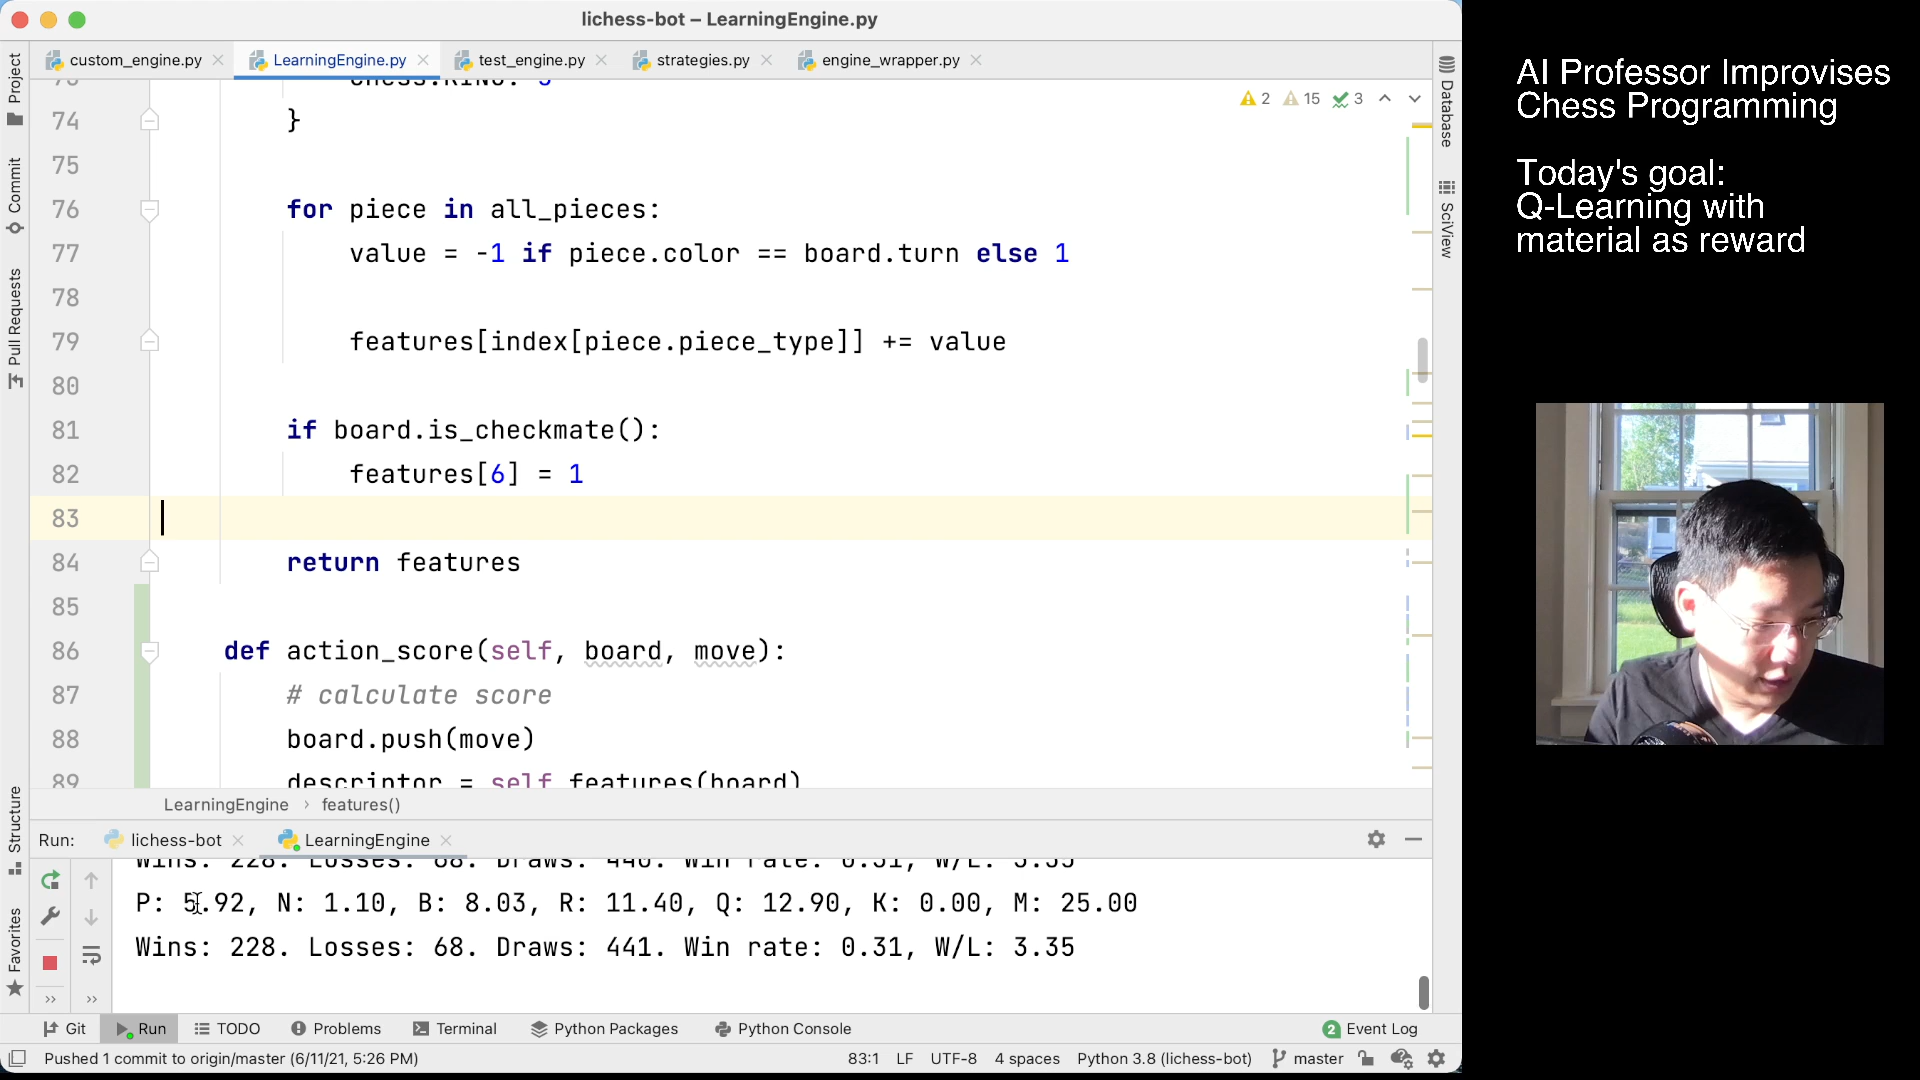 lichess-bot – LearningEngine.py
custom_engine.py
LearningEngine.py
test_engine.py
strategies.py
engine_wrapper.py
Project
Commit
Pull Requests
Structure
Favorites
Database
SciView
2 15 3
74 }
75
76 for piece in all_pieces:
77 value = -1 if piece.color == board.turn else 1
78
79 features[index[piece.piece_type]] += value
80
81 if board.is_checkmate():
82 features[6] = 1
83
84 return features
85
86 def action_score(self, board, move):
87 # calculate score
88 board.push(move)
89 descriptor = self.features(board)
LearningEngine › features()
Run: lichess-bot LearningEngine
P: 5.92, N: 1.10, B: 8.03, R: 11.40, Q: 12.90, K: 0.00, M: 25.00
Wins: 228. Losses: 68. Draws: 441. Win rate: 0.31, W/L: 3.35
Git Run TODO Problems Terminal Python Packages Python Console 2 Event Log
Pushed 1 commit to origin/master (6/11/21, 5:26 PM) 83:1 LF UTF-8 4 spaces Python 3.8 (lichess-bot) master
AI Professor Improvises
Chess Programming
Today's goal:
Q-Learning with
material as reward